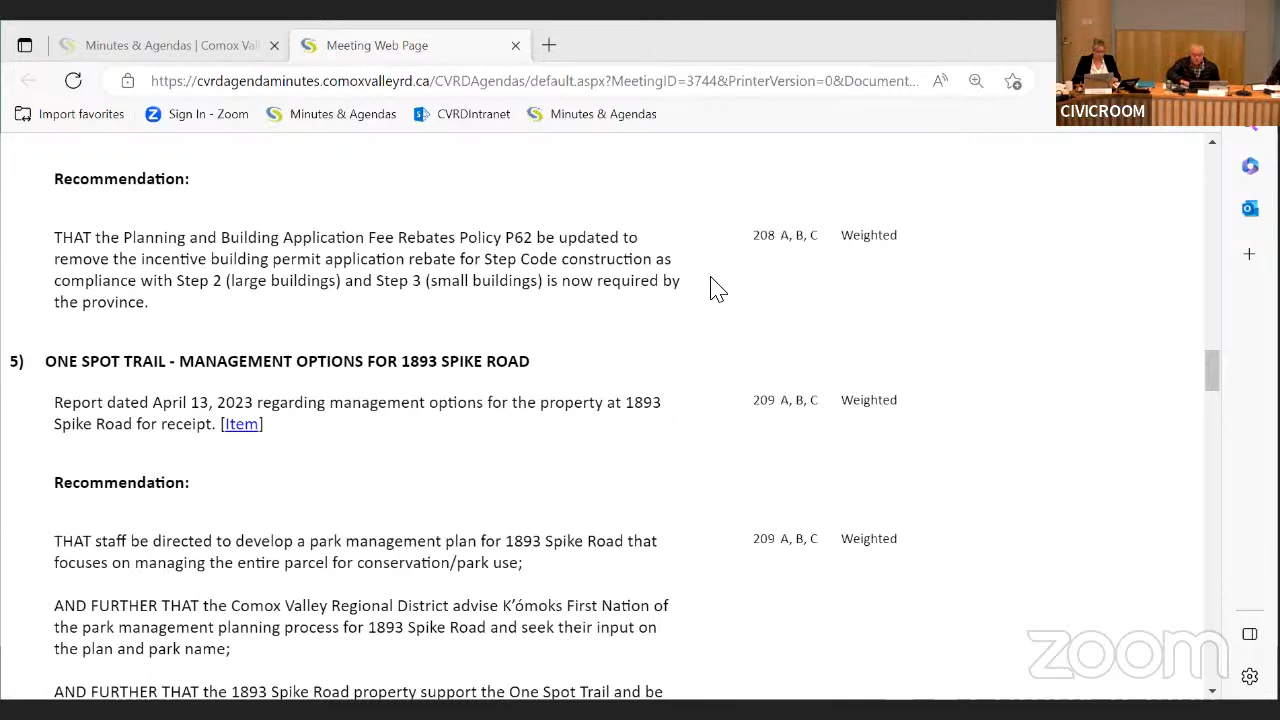 Minutes & Agendas | Comox Val
Meeting Web Page
https://cvrdagendaminutes.comoxvalleyrd.ca/CVRDAgendas/default.aspx?MeetingID=3744&PrinterVersion=0&Document...
Import favorites
Sign In - Zoom
Minutes & Agendas
CVRDIntranet
Minutes & Agendas
CIVICROOM
Recommendation:
THAT the Planning and Building Application Fee Rebates Policy P62 be updated to
208 A, B, C Weighted
remove the incentive building permit application rebate for Step Code construction as
compliance with Step 2 (large buildings) and Step 3 (small buildings) is now required by
the province.
5) ONE SPOT TRAIL - MANAGEMENT OPTIONS FOR 1893 SPIKE ROAD
Report dated April 13, 2023 regarding management options for the property at 1893
209 A, B, C Weighted
Spike Road for receipt. [Item]
Recommendation:
THAT staff be directed to develop a park management plan for 1893 Spike Road that
209 A, B, C Weighted
focuses on managing the entire parcel for conservation/park use;
AND FURTHER THAT the Comox Valley Regional District advise K’ómoks First Nation of
the park management planning process for 1893 Spike Road and seek their input on
the plan and park name;
AND FURTHER THAT the 1893 Spike Road property support the One Spot Trail and be
zoom